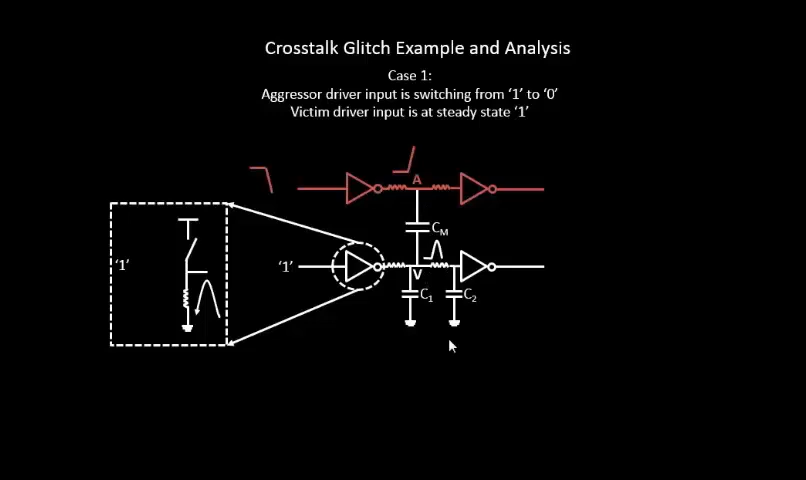 Crosstalk Glitch Example and Analysis
Case 1:
Aggressor driver input is switching from ‘1’ to ‘0’
Victim driver input is at steady state ‘1’
A
C_M
‘1’
‘1’
V
C₁
C₂